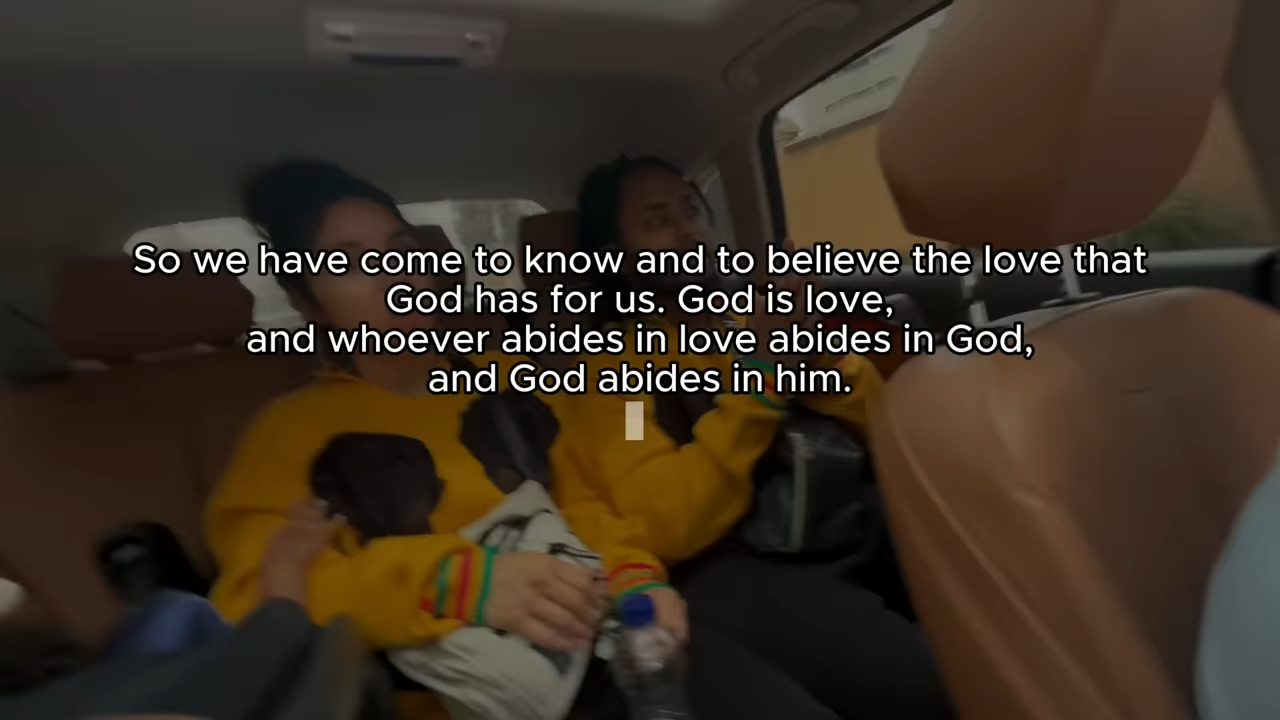 So we have come to know and to believe the love that
God has for us. God is love,
and whoever abides in love abides in God,
and God abides in him.